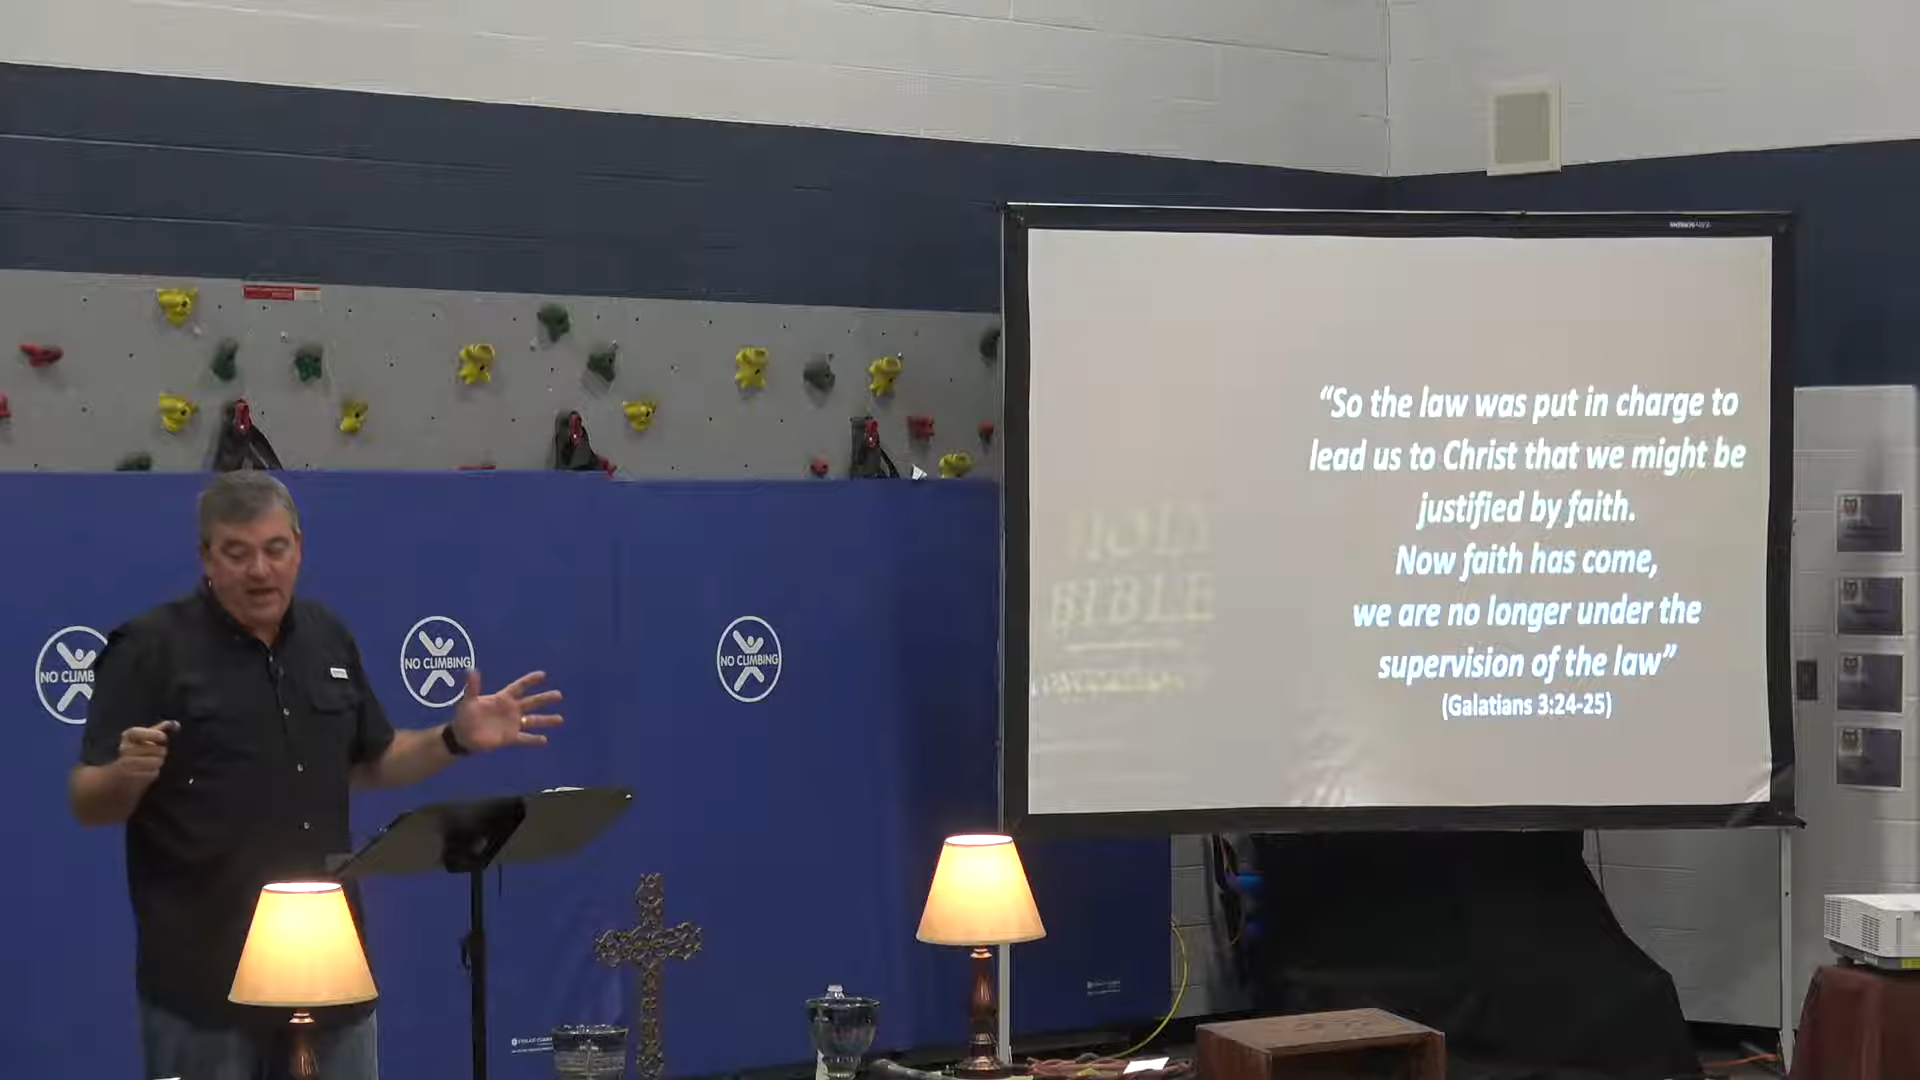 “So the law was put in charge to
lead us to Christ that we might be
justified by faith.
Now faith has come,
we are no longer under the
supervision of the law”
(Galatians 3:24-25)
HOLY
BIBLE
NO CLIMB
NO CLIMBING
NO CLIMBING